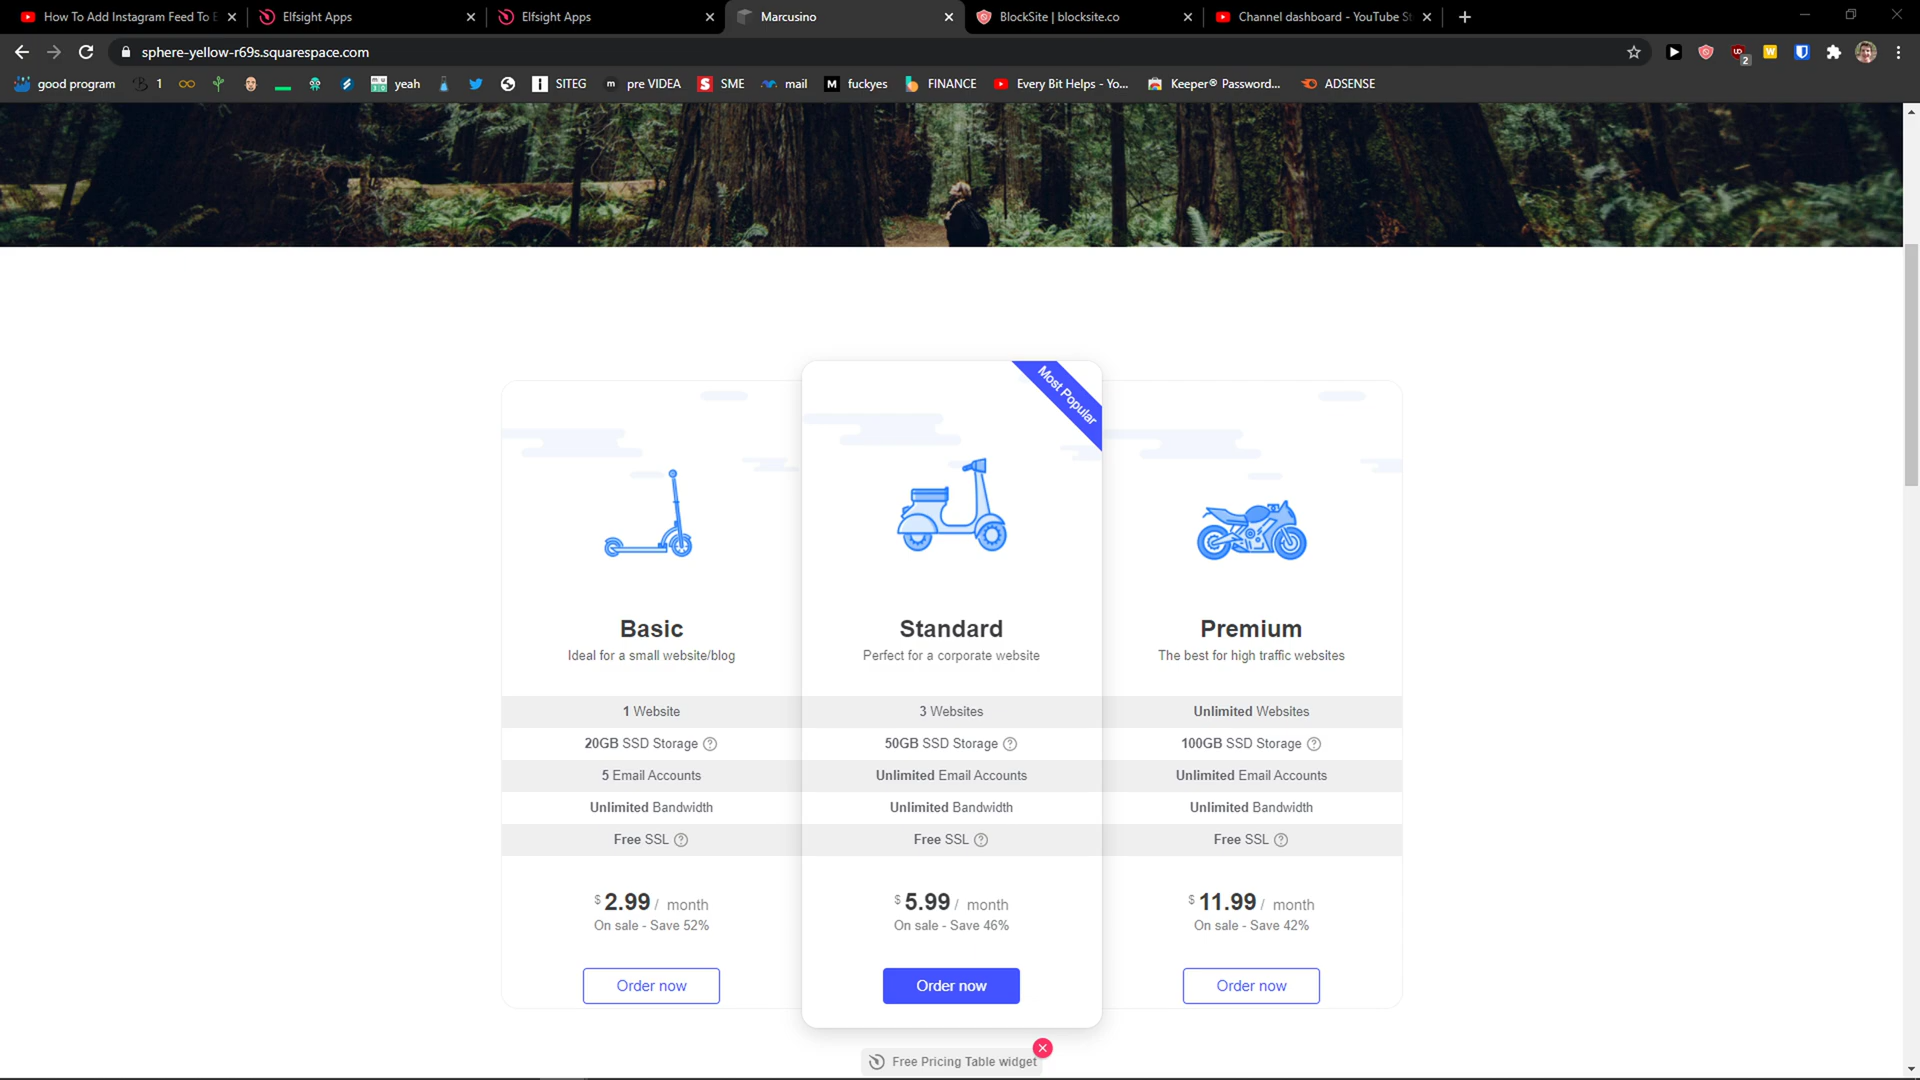 How To Add Instagram Feed To E
Elfsight Apps
Elfsight Apps
Marcusino
BlockSite | blocksite.co
Channel dashboard - YouTube St
sphere-yellow-r69s.squarespace.com
2
good program
1
yeah
SITEG
m
pre VIDEA
S
SME
mail
M
fuckyes
FINANCE
Every Bit Helps - Yo...
Keeper® Password...
ADSENSE
Most Popular
Basic
Ideal for a small website/blog
1 Website
20GB SSD Storage
5 Email Accounts
Unlimited Bandwidth
Free SSL
$ 2.99 / month
On sale - Save 52%
Order now
Standard
Perfect for a corporate website
3 Websites
50GB SSD Storage
Unlimited Email Accounts
Unlimited Bandwidth
Free SSL
$ 5.99 / month
On sale - Save 46%
Order now
Premium
The best for high traffic websites
Unlimited Websites
100GB SSD Storage
Unlimited Email Accounts
Unlimited Bandwidth
Free SSL
$ 11.99 / month
On sale - Save 42%
Order now
Free Pricing Table widget